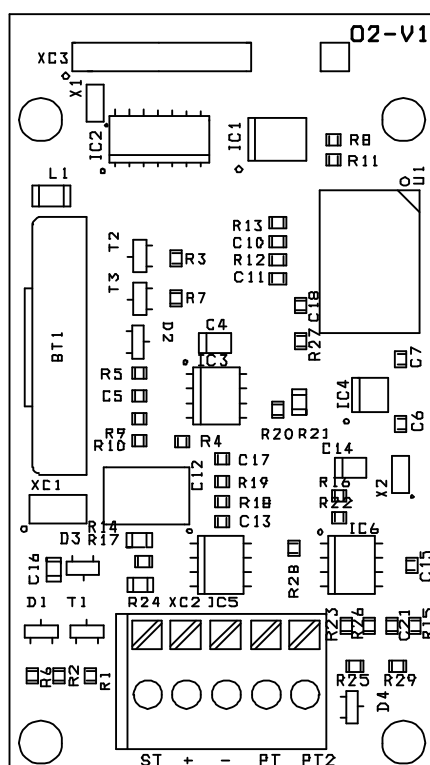 O2-V1
XC3
X1
IC2
IC1
R8
R11
U1
L1
R13
C10
R12
C11
T2
R3
T3
R7
C18
D2
C4
R27
BT1
IC3
C7
R5
C5
IC4
R9
R10
R4
R20
R21
C6
C17
C14
XC1
C12
R19
R16
X2
R18
R22
R14
R17
C13
IC6
D3
C16
R28
C15
D1
T1
R24
XC2
IC5
R23
R26
C21
R15
R6
R2
R1
R25
R29
D4
ST + - PT PT2